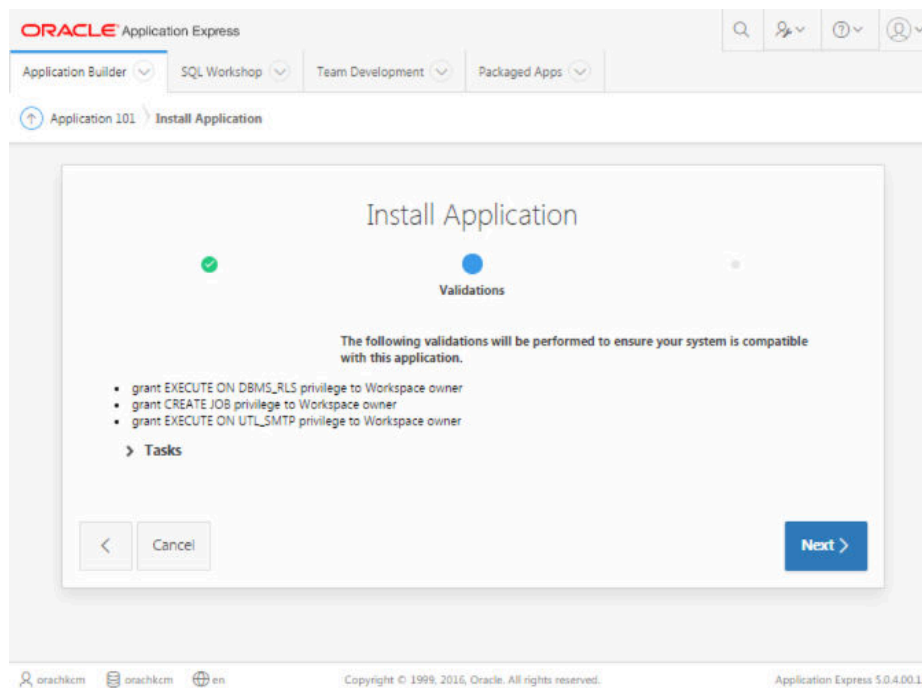 ORACLE Application Express
Application Builder SQL Workshop Team Development Packaged Apps
Application 101 Install Application
Install Application
Validations
The following validations will be performed to ensure your system is compatible
with this application.
grant EXECUTE ON DBMS_RLS privilege to Workspace owner
grant CREATE JOB privilege to Workspace owner
grant EXECUTE ON UTL_SMTP privilege to Workspace owner
Tasks
Cancel Next
orachkcm orachkcm en Copyright © 1999, 2016, Oracle. All rights reserved. Application Express 5.0.4.00.1